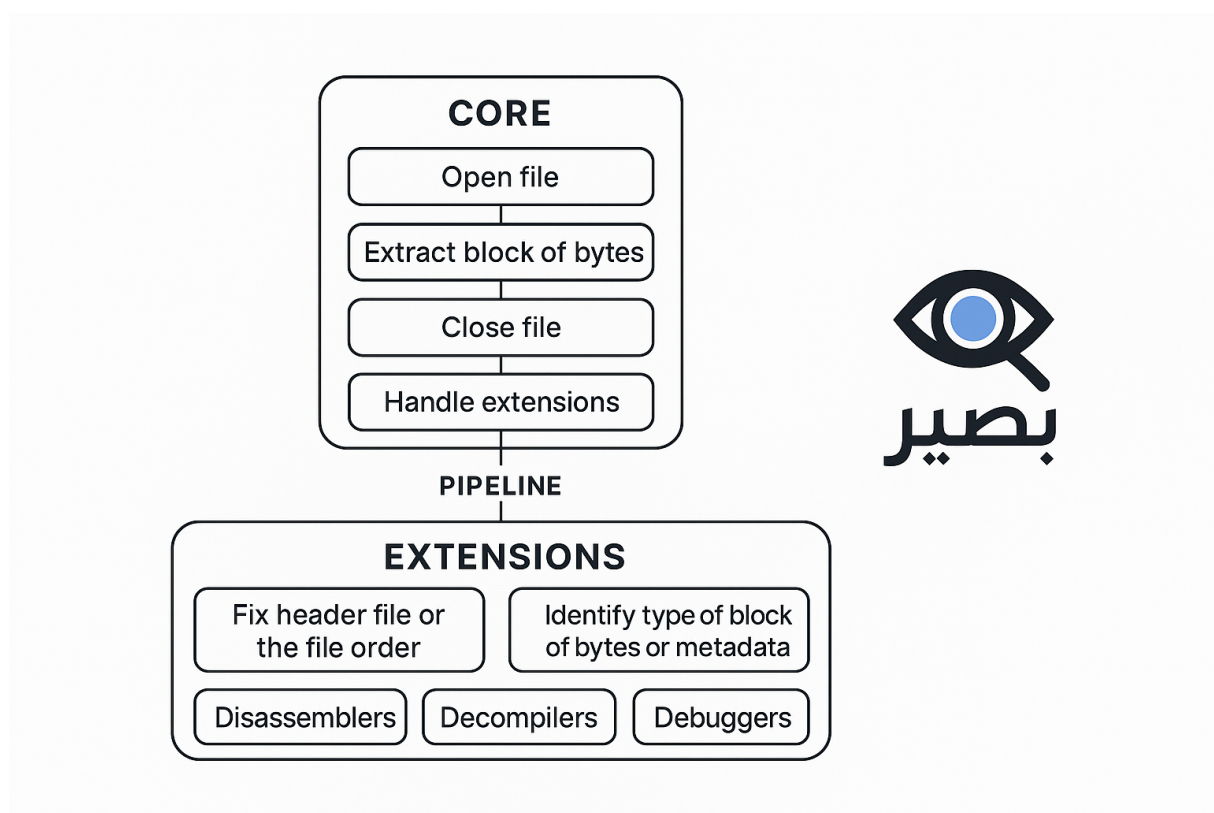 CORE
Open file
Extract block of bytes
Close file
Handle extensions
PIPELINE
EXTENSIONS
Fix header file or
the file order
Identify type of block
of bytes or metadata
Disassemblers
Decompilers
Debuggers
بصير